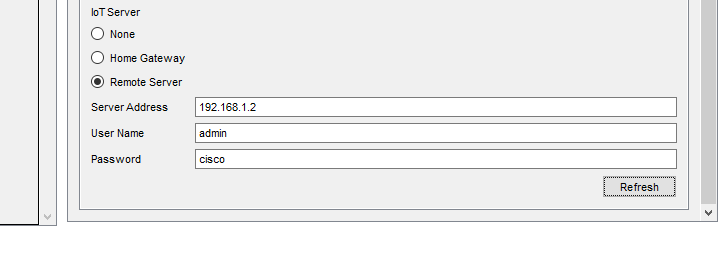 IoT Server
None
Home Gateway
Remote Server
Server Address 192.168.1.2
User Name admin
Password cisco
Refresh